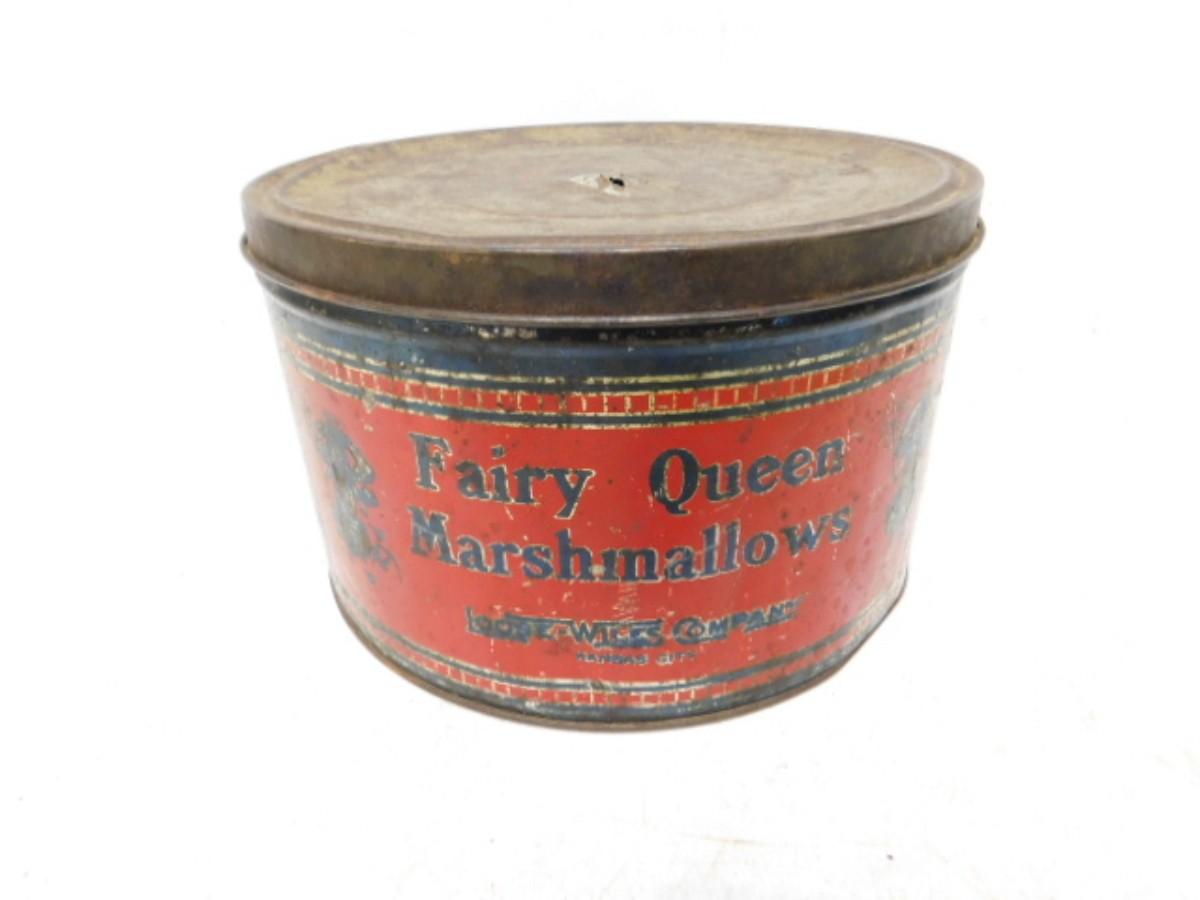 Fairy Queen
Marshmallows
Loose-Wiles Company
Kansas City